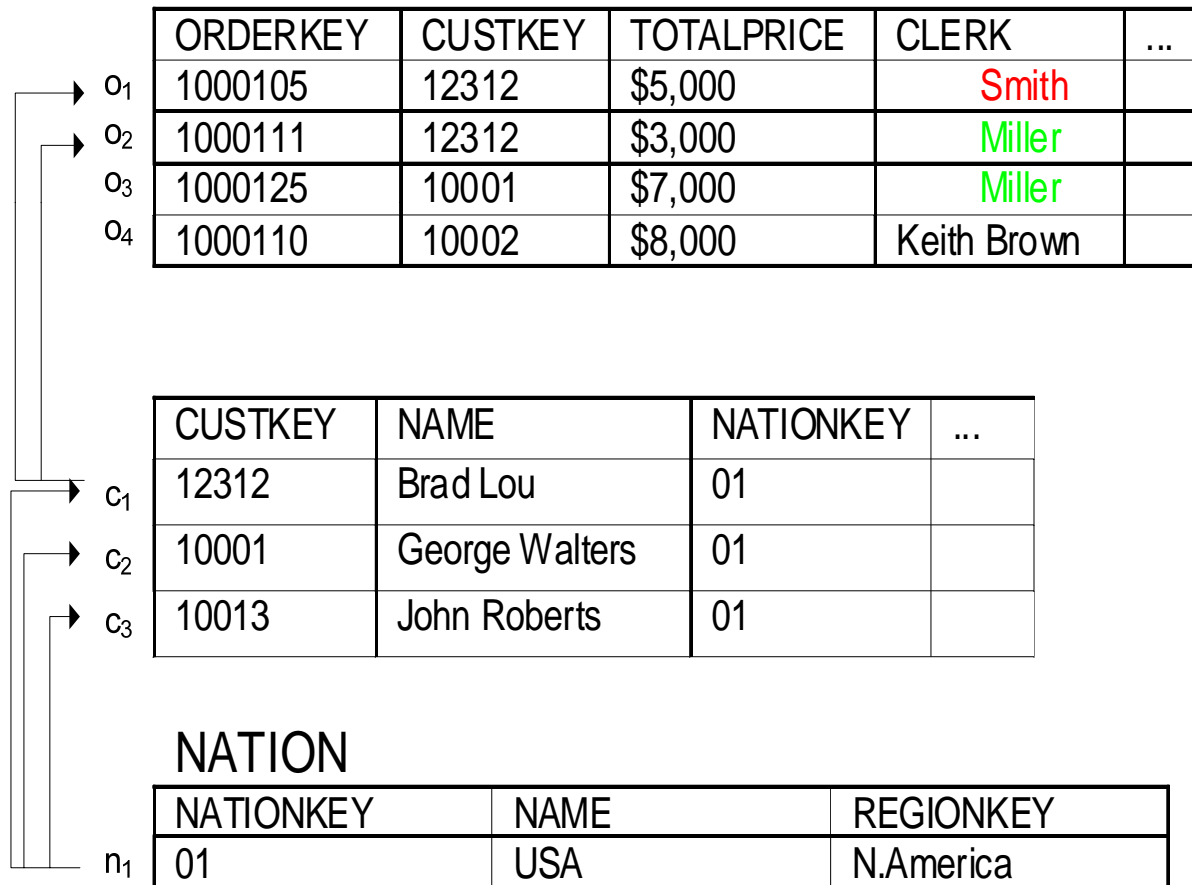 ORDERKEY CUSTKEY TOTALPRICE CLERK ...
o₁ 1000105 12312 $5,000 Smith
o₂ 1000111 12312 $3,000 Miller
o₃ 1000125 10001 $7,000 Miller
o₄ 1000110 10002 $8,000 Keith Brown
CUSTKEY NAME NATIONKEY ...
c₁ 12312 Brad Lou 01
c₂ 10001 George Walters 01
c₃ 10013 John Roberts 01
NATION
NATIONKEY NAME REGIONKEY
n₁ 01 USA N.America